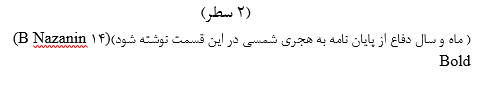 (۲ سطر)
( ماه و سال دفاع از پایان نامه به هجری شمسی در این قسمت نوشته شود)(B Nazanin ۱۴
Bold